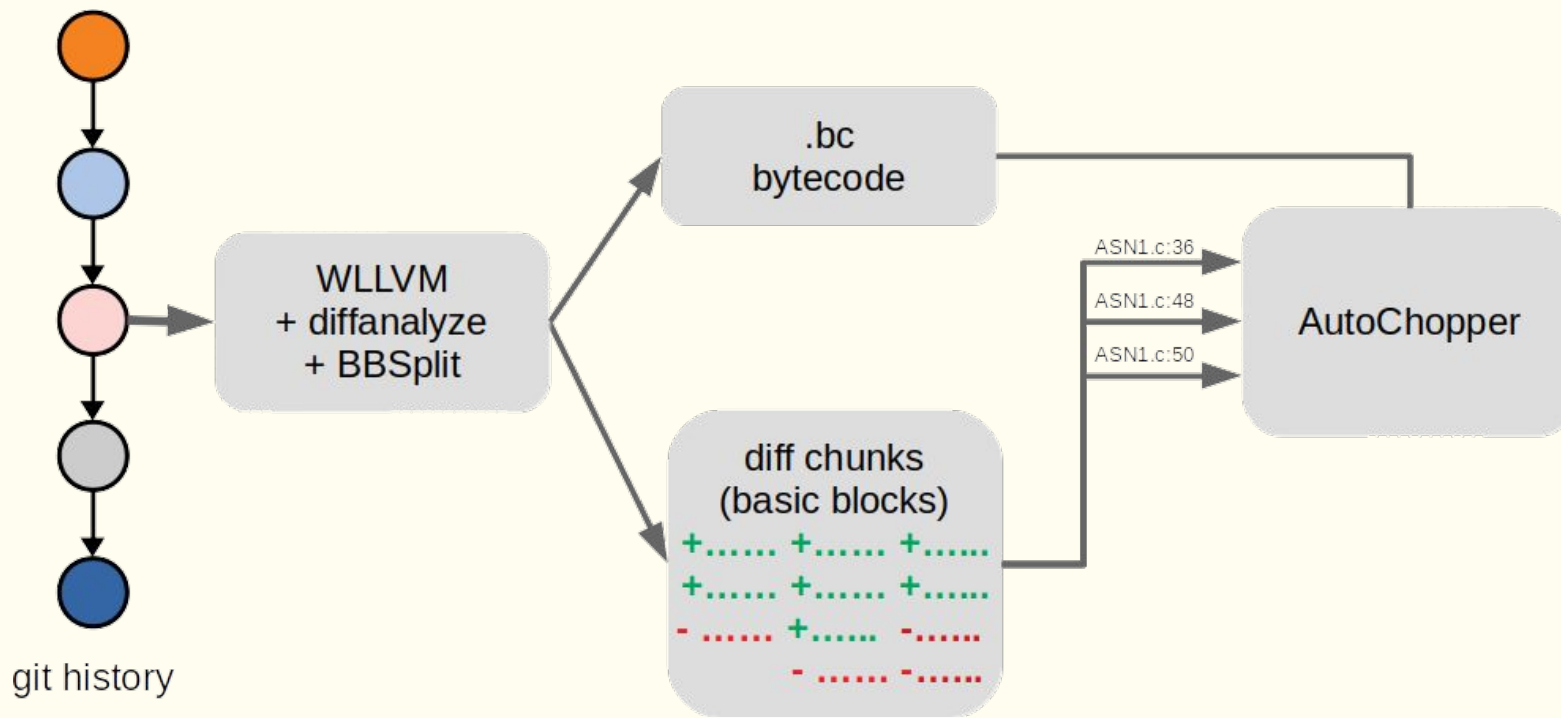 git history
WLLVM
+ diffanalyze
+ BBSplit
.bc
bytecode
diff chunks
(basic blocks)
+...... +...... +......
+...... +...... +......
- ...... +...... -......
- ...... -......
ASN1.c:36
ASN1.c:48
ASN1.c:50
AutoChopper